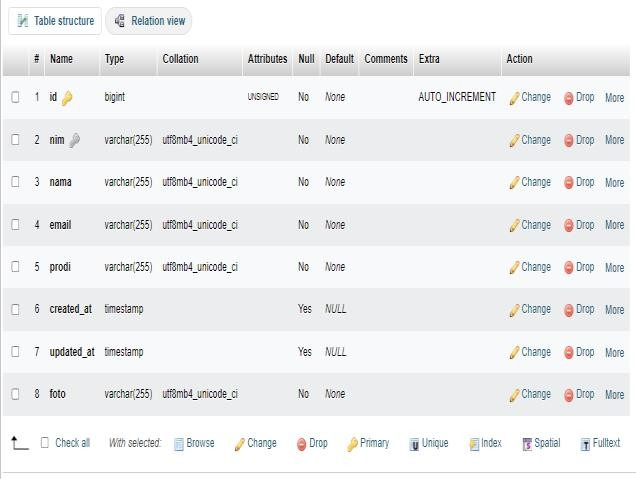 Table structure Relation view
# Name Type Collation Attributes Null Default Comments Extra Action
1 id bigint UNSIGNED No None AUTO_INCREMENT Change Drop More
2 nim varchar(255) utf8mb4_unicode_ci No None Change Drop More
3 nama varchar(255) utf8mb4_unicode_ci No None Change Drop More
4 email varchar(255) utf8mb4_unicode_ci No None Change Drop More
5 prodi varchar(255) utf8mb4_unicode_ci No None Change Drop More
6 created_at timestamp Yes NULL Change Drop More
7 updated_at timestamp Yes NULL Change Drop More
8 foto varchar(255) utf8mb4_unicode_ci No None Change Drop More
Check all With selected: Browse Change Drop Primary Unique Index Spatial Fulltext